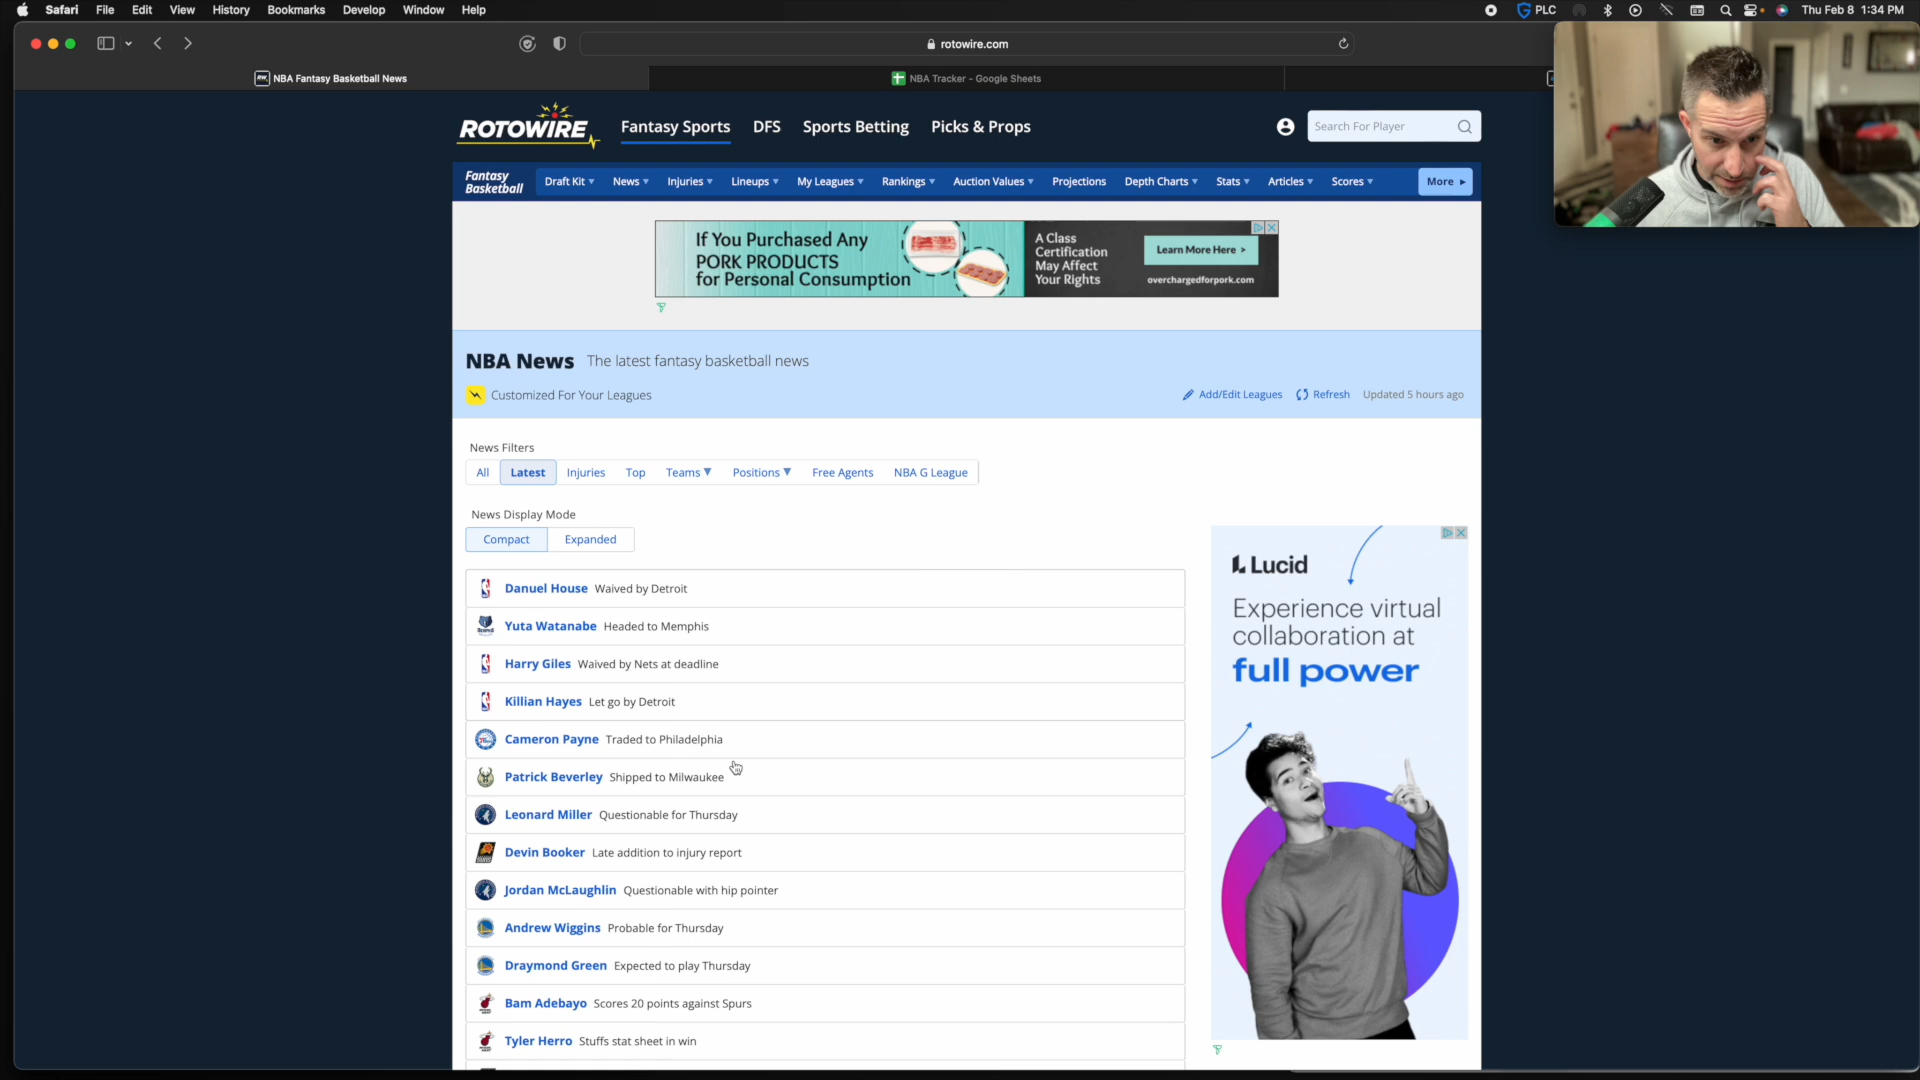 Safari File Edit View History Bookmarks Develop Window Help PLC Thu Feb 8 1:34 PM
rotowire.com
RW. NBA Fantasy Basketball News NBA Tracker - Google Sheets
ROTOWIRE Fantasy Sports DFS Sports Betting Picks & Props Search For Player
Fantasy
Basketball
Draft Kit News Injuries Lineups My Leagues Rankings Auction Values Projections Depth Charts Stats Articles Scores More
If You Purchased Any
PORK PRODUCTS
for Personal Consumption
A Class
Certification
May Affect
Your Rights
Learn More Here >
overchargedforpork.com
NBA News The latest fantasy basketball news
Customized For Your Leagues Add/Edit Leagues Refresh Updated 5 hours ago
News Filters
All Latest Injuries Top Teams Positions Free Agents NBA G League
News Display Mode
Compact Expanded
Danuel House Waived by Detroit
Yuta Watanabe Headed to Memphis
Harry Giles Waived by Nets at deadline
Killian Hayes Let go by Detroit
Cameron Payne Traded to Philadelphia
Patrick Beverley Shipped to Milwaukee
Leonard Miller Questionable for Thursday
Devin Booker Late addition to injury report
Jordan McLaughlin Questionable with hip pointer
Andrew Wiggins Probable for Thursday
Draymond Green Expected to play Thursday
Bam Adebayo Scores 20 points against Spurs
Tyler Herro Stuffs stat sheet in win
Lucid
Experience virtual
collaboration at
full power